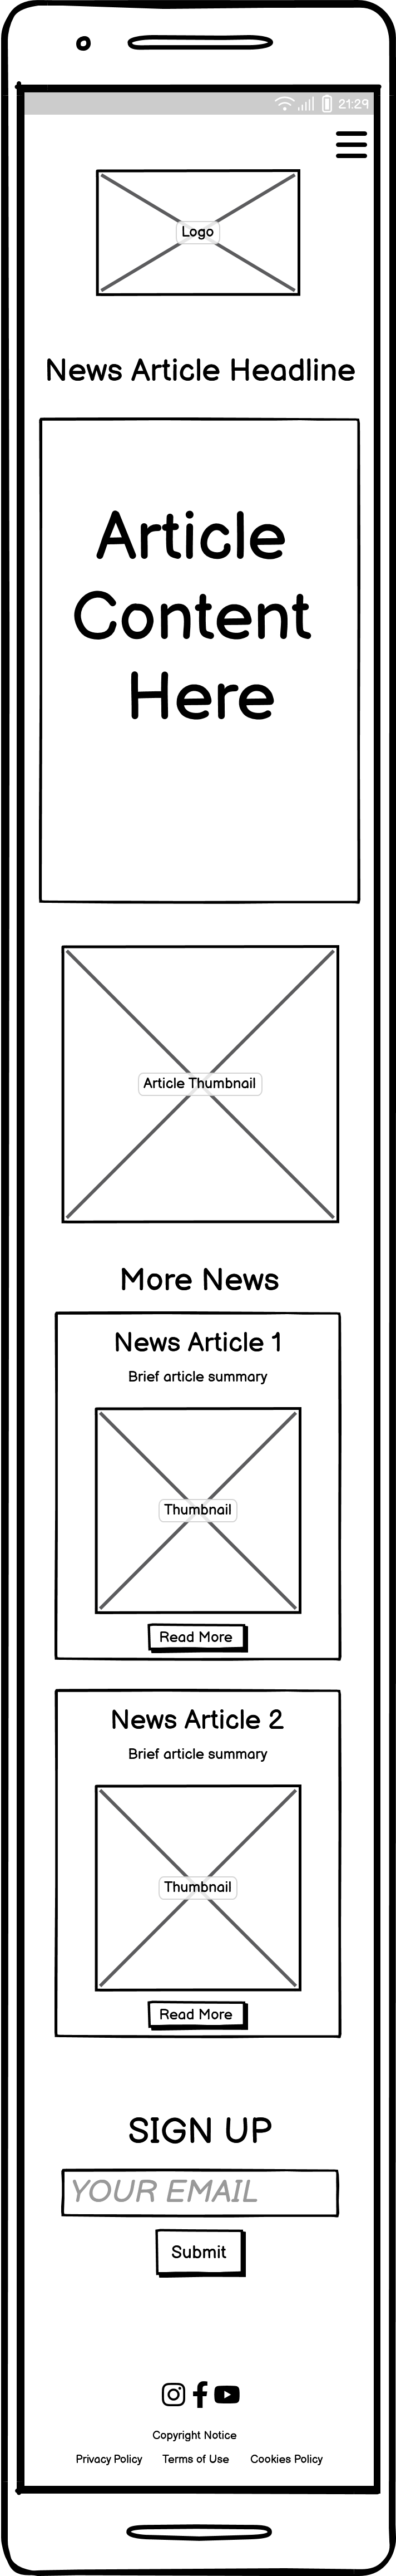 21:29
Logo
News Article Headline
Article
Content
Here
Article Thumbnail
More News
News Article 1
Brief article summary
Thumbnail
Read More
News Article 2
Brief article summary
Thumbnail
Read More
SIGN UP
YOUR EMAIL
Submit
Copyright Notice
Privacy Policy Terms of Use Cookies Policy